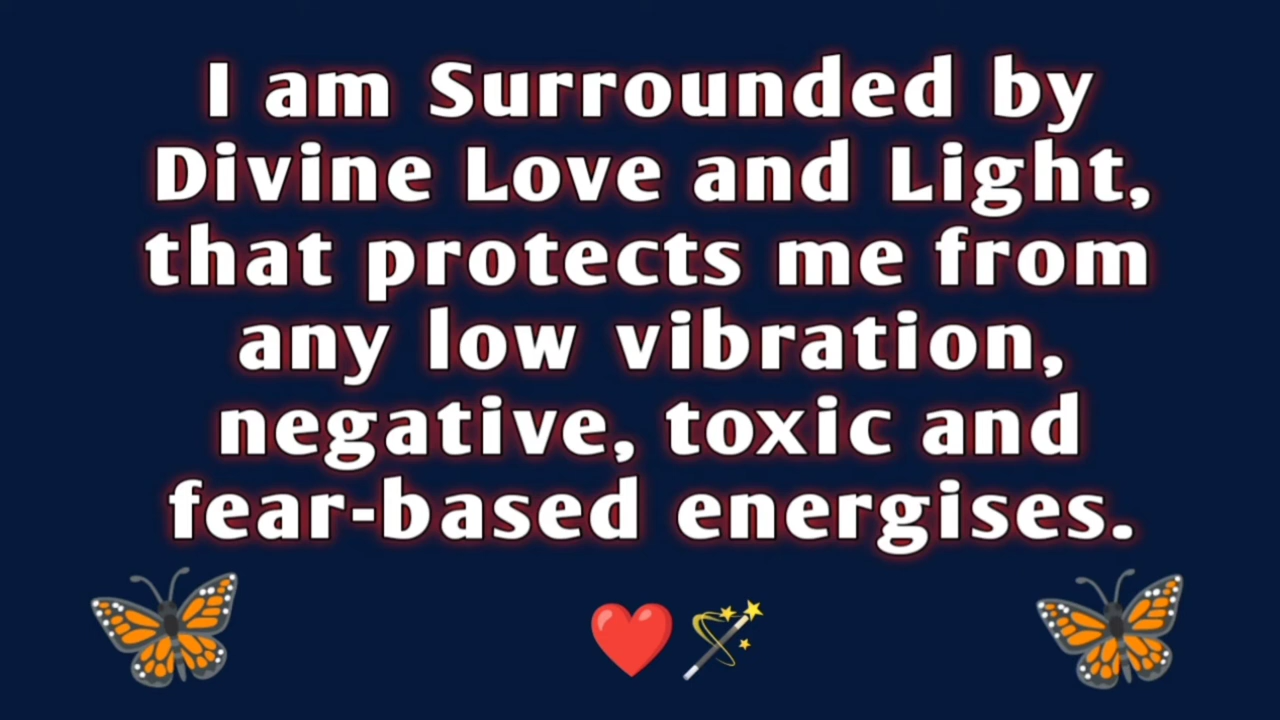 I am Surrounded by
Divine Love and Light,
that protects me from
any low vibration,
negative, toxic and
fear-based energises.